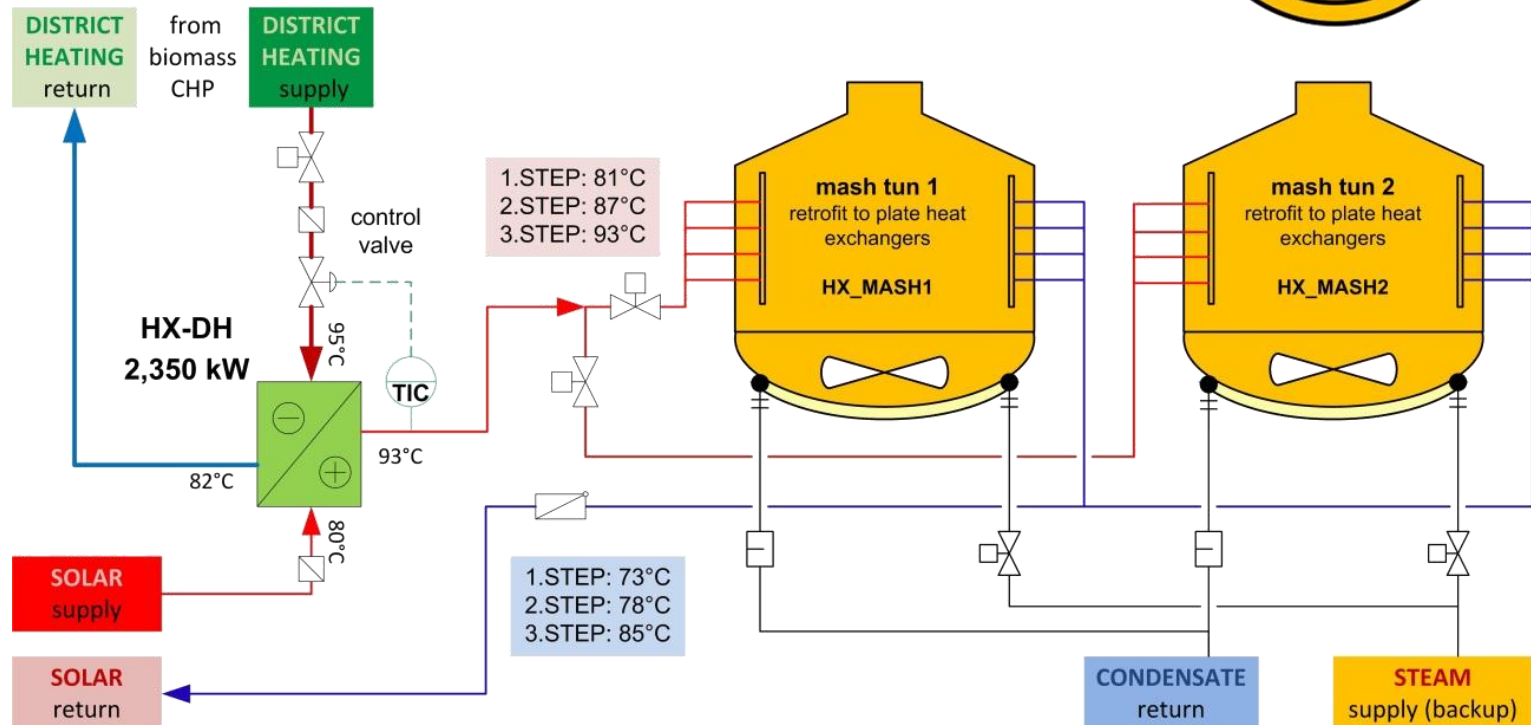 DISTRICT
HEATING
return
from
biomass
CHP
DISTRICT
HEATING
supply
control
valve
1.STEP: 81°C
2.STEP: 87°C
3.STEP: 93°C
mash tun 1
retrofit to plate heat
exchangers
HX_MASH1
mash tun 2
retrofit to plate heat
exchangers
HX_MASH2
HX-DH
2,350 kW
95°C
TIC
93°C
82°C
80°C
SOLAR
supply
1.STEP: 73°C
2.STEP: 78°C
3.STEP: 85°C
SOLAR
return
CONDENSATE
return
STEAM
supply (backup)